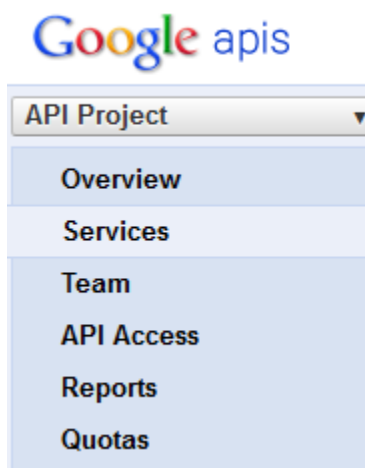 Google apis
API Project
Overview
Services
Team
API Access
Reports
Quotas